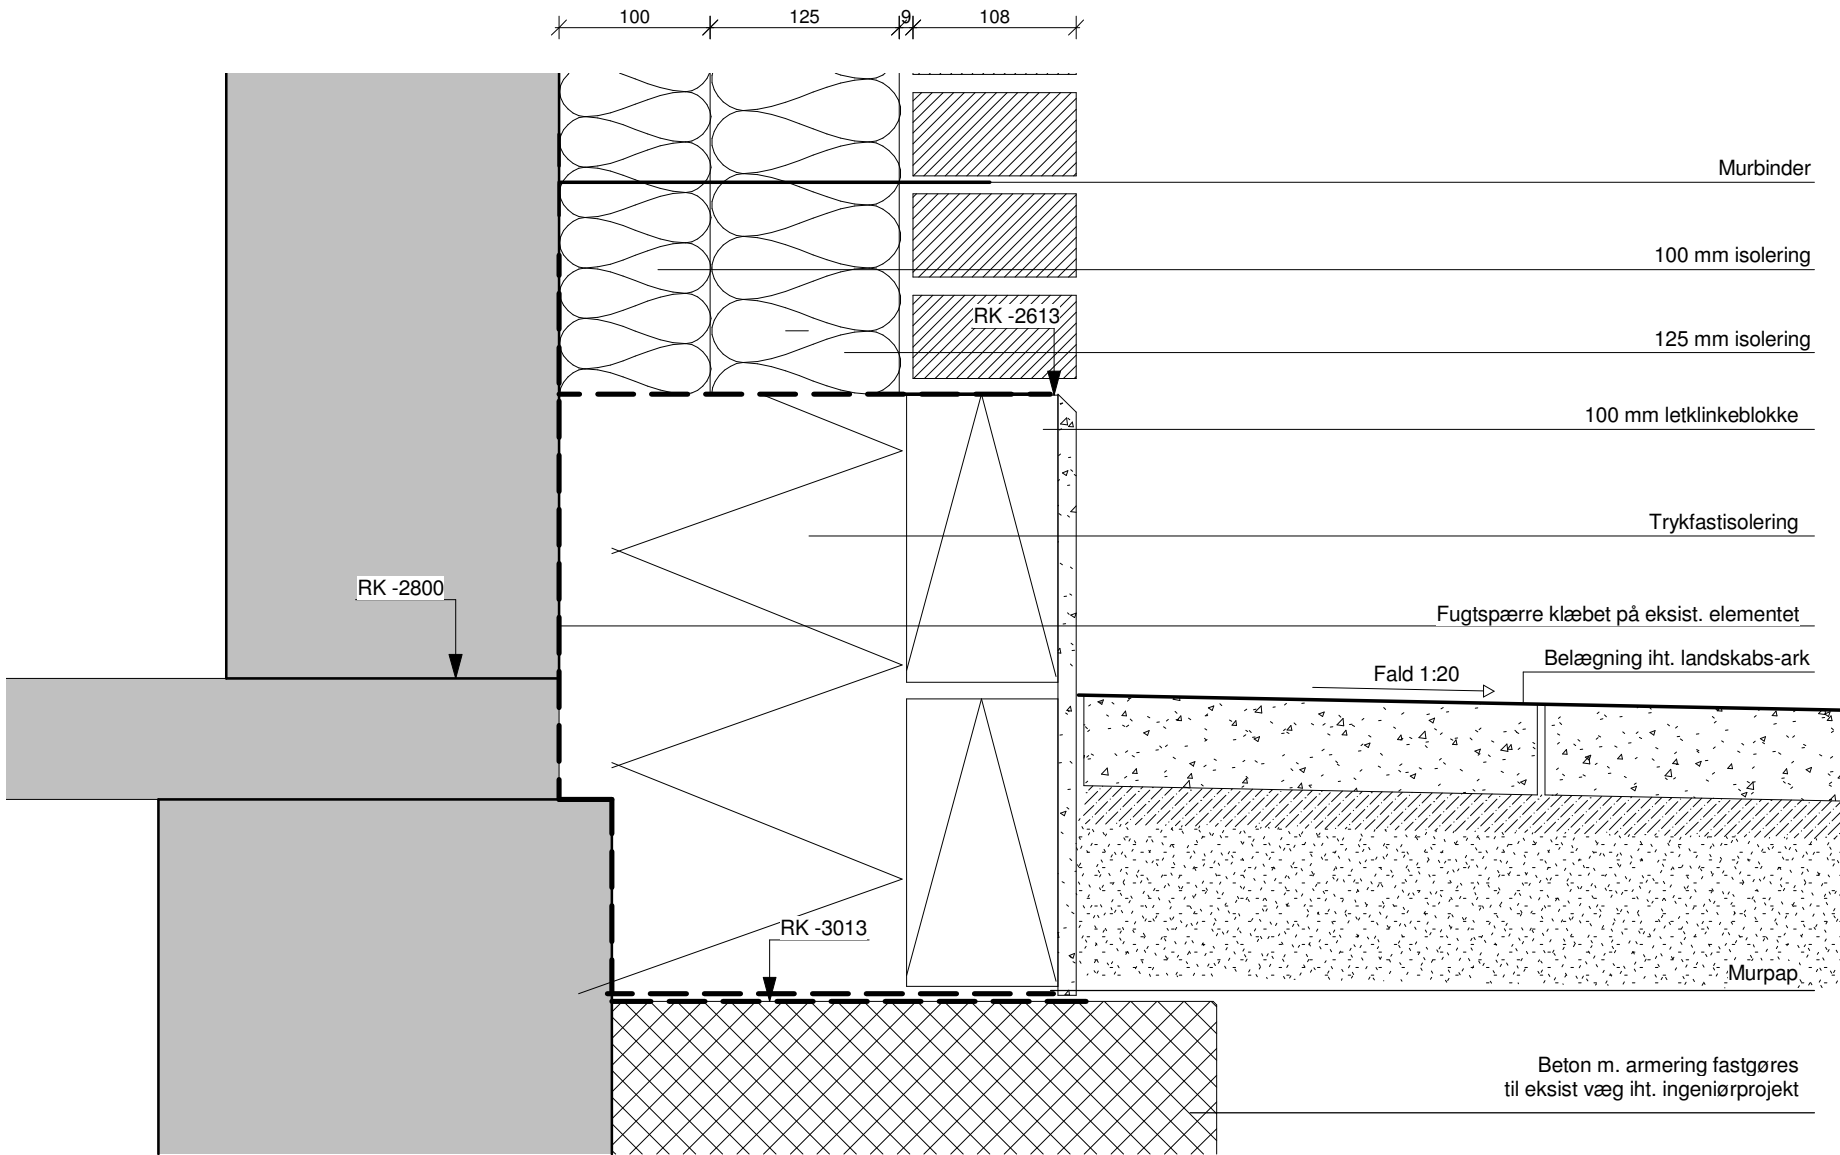 100
125
9
108
Murbinder
100 mm isolering
RK -2613
125 mm isolering
100 mm letklinkeblokke
Trykfastisolering
RK -2800
Fugtspærre klæbet på eksist. elementet
Belægning iht. landskabs-ark
Fald 1:20
RK -3013
Murpap
Beton m. armering fastgøres
til eksist væg iht. ingeniørprojekt